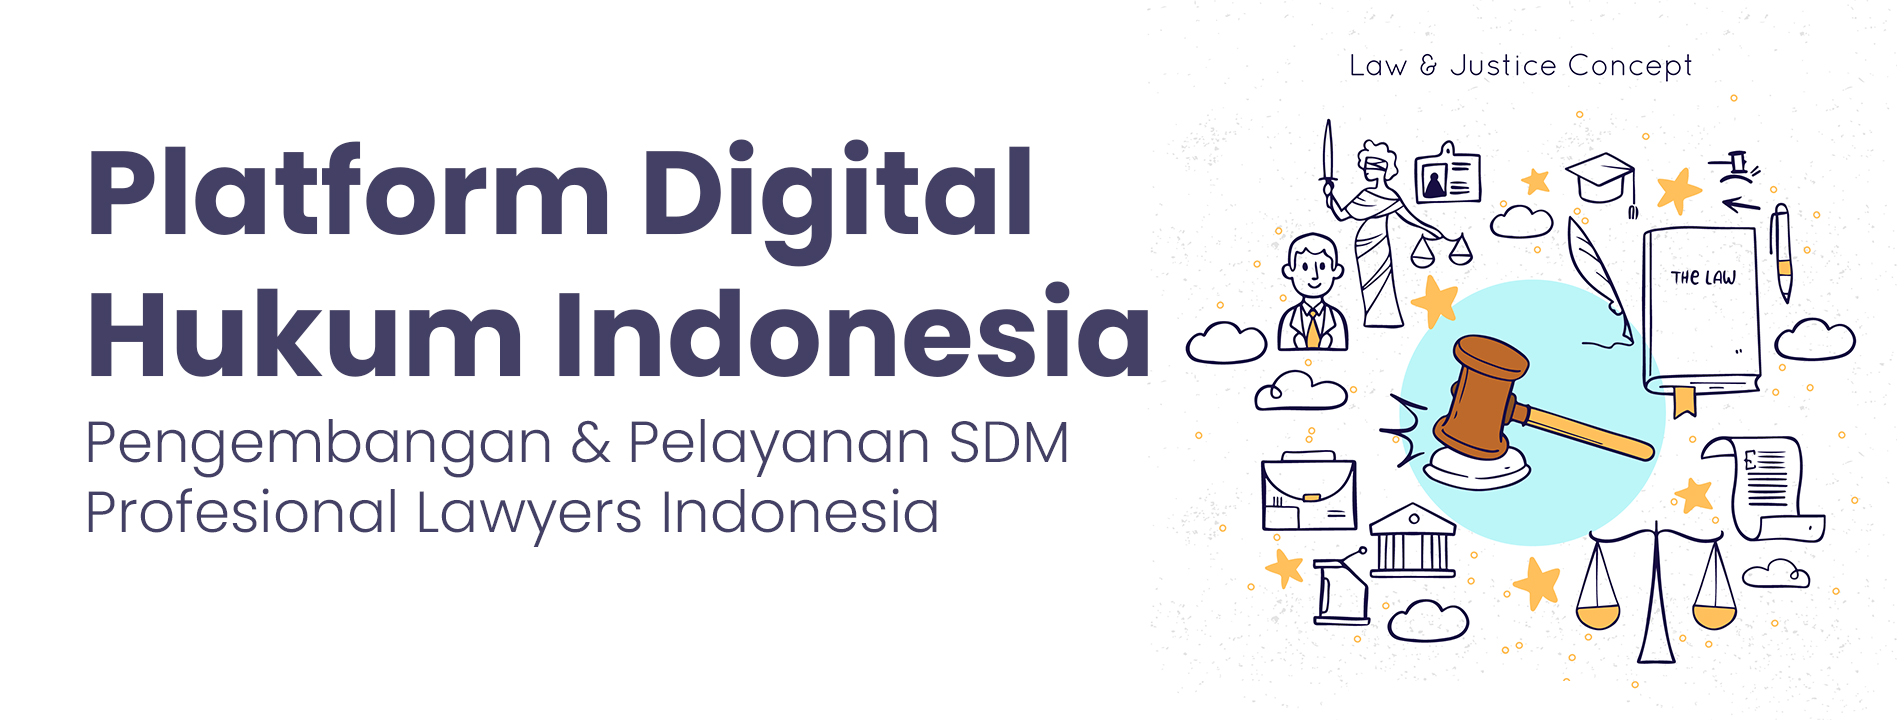 Platform Digital
Hukum Indonesia
Pengembangan & Pelayanan SDM
Profesional Lawyers Indonesia
Law & Justice Concept
THE LAW
E